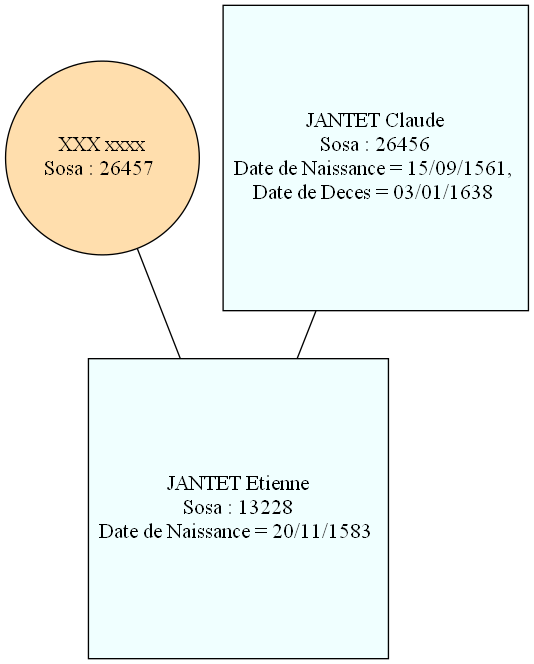 XXX xxxx
Sosa : 26457
JANTET Claude
Sosa : 26456
Date de Naissance = 15/09/1561,
Date de Deces = 03/01/1638
JANTET Etienne
Sosa : 13228
Date de Naissance = 20/11/1583